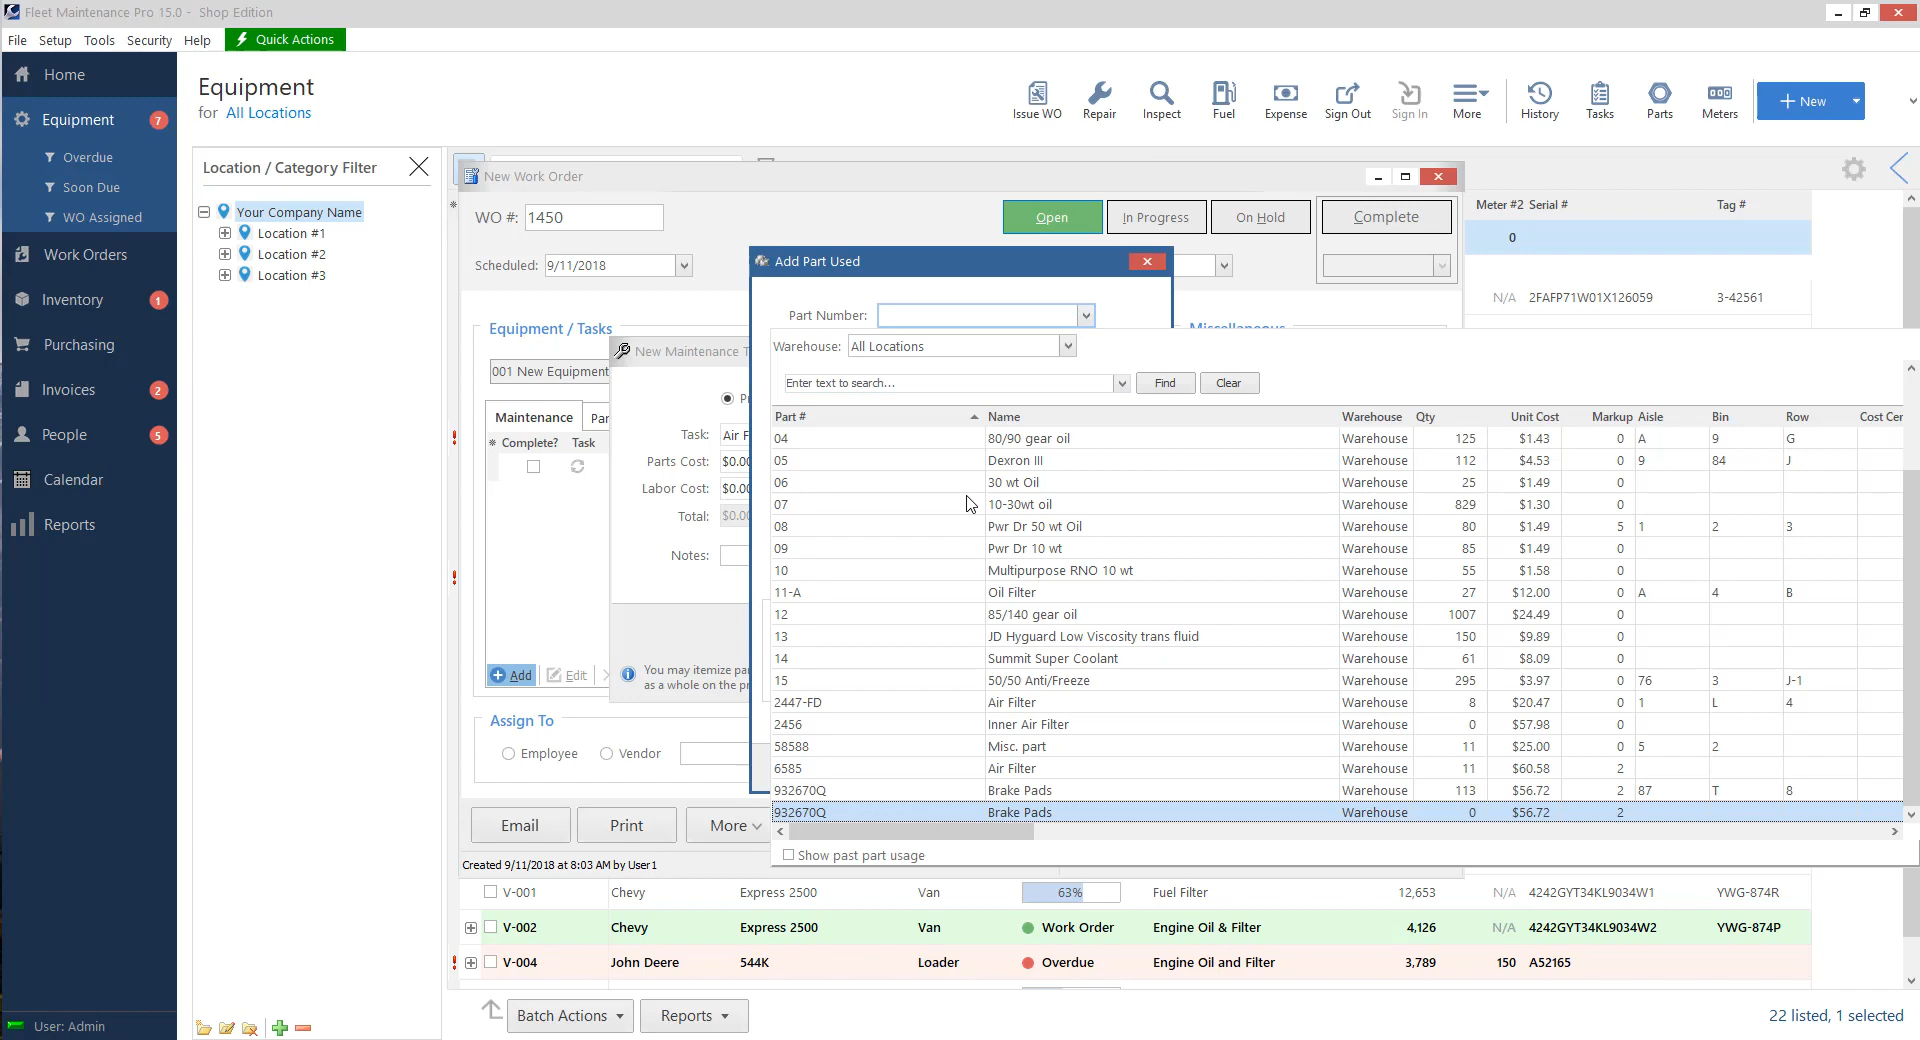 Fleet Maintenance Pro 15.0 - Shop Edition
File Setup Tools Security Help Quick Actions
Home
Equipment 7
Overdue
Soon Due
WO Assigned
Work Orders
Inventory 1
Purchasing
Invoices 2
People 5
Calendar
Reports
User: Admin
Equipment
for All Locations
Issue WO Repair Inspect Fuel Expense Sign Out Sign In More History Tasks Parts Meters New
Location / Category Filter
Your Company Name
Location #1
Location #2
Location #3
New Work Order
WO #: 1450
Open In Progress On Hold Complete
Scheduled: 9/11/2018
Meter #2 Serial # Tag #
0
N/A 2FAFP71W01X126059 3-42561
Equipment / Tasks
001 New Equipment
Maintenance
Complete? Task
Add Edit
Assign To
Employee Vendor
Email Print More
Created 9/11/2018 at 8:03 AM by User1
New Maintenance T
Task: Air F
Parts Cost: $0.00
Labor Cost: $0.00
Total: $0.00
Notes:
You may itemize pa
as a whole on the p
Add Part Used
Part Number:
Warehouse: All Locations
Enter text to search... Find Clear
Part # Name Warehouse Qty Unit Cost Markup Aisle Bin Row Cost Cen
04 80/90 gear oil Warehouse 125 $1.43 0 A 9 G
05 Dexron III Warehouse 112 $4.53 0 9 84 J
06 30 wt Oil Warehouse 25 $1.49 0
07 10-30wt oil Warehouse 829 $1.30 0
08 Pwr Dr 50 wt Oil Warehouse 80 $1.49 5 1 2 3
09 Pwr Dr 10 wt Warehouse 85 $1.49 0
10 Multipurpose RNO 10 wt Warehouse 55 $1.58 0
11-A Oil Filter Warehouse 27 $12.00 0 A 4 B
12 85/140 gear oil Warehouse 1007 $24.49 0
13 JD Hyguard Low Viscosity trans fluid Warehouse 150 $9.89 0
14 Summit Super Coolant Warehouse 61 $8.09 0
15 50/50 Anti/Freeze Warehouse 295 $3.97 0 76 3 J-1
2447-FD Air Filter Warehouse 8 $20.47 0 1 L 4
2456 Inner Air Filter Warehouse 0 $57.98 0
58588 Misc. part Warehouse 11 $25.00 0 5 2
6585 Air Filter Warehouse 11 $60.58 2
932670Q Brake Pads Warehouse 113 $56.72 2 87 T 8
932670Q Brake Pads Warehouse 0 $56.72 2
Show past part usage
V-001 Chevy Express 2500 Van 63% Fuel Filter 12,653 N/A 4242GYT34KL9034W1 YWG-874R
V-002 Chevy Express 2500 Van Work Order Engine Oil & Filter 4,126 N/A 4242GYT34KL9034W2 YWG-874P
V-004 John Deere 544K Loader Overdue Engine Oil and Filter 3,789 150 A52165
Batch Actions Reports
22 listed, 1 selected